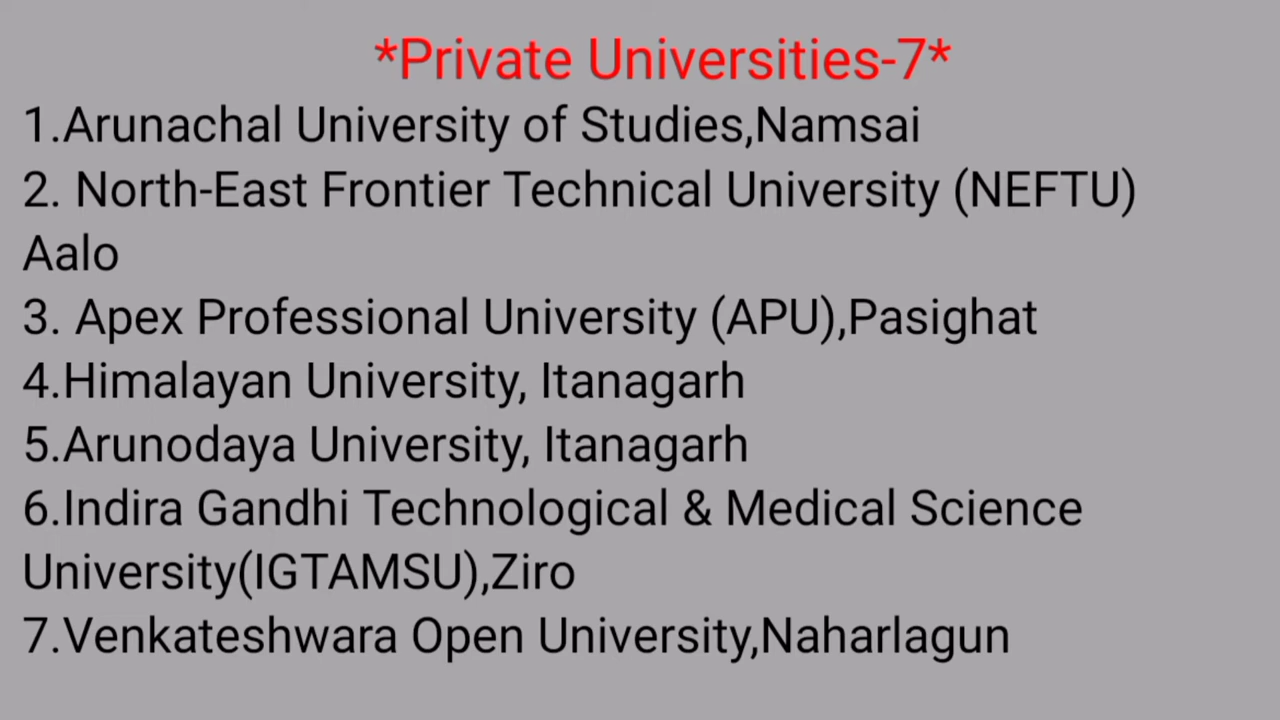 *Private Universities-7*
1.Arunachal University of Studies,Namsai
2. North-East Frontier Technical University (NEFTU)
Aalo
3. Apex Professional University (APU),Pasighat
4.Himalayan University, Itanagarh
5.Arunodaya University, Itanagarh
6.Indira Gandhi Technological & Medical Science
University(IGTAMSU),Ziro
7.Venkateshwara Open University,Naharlagun